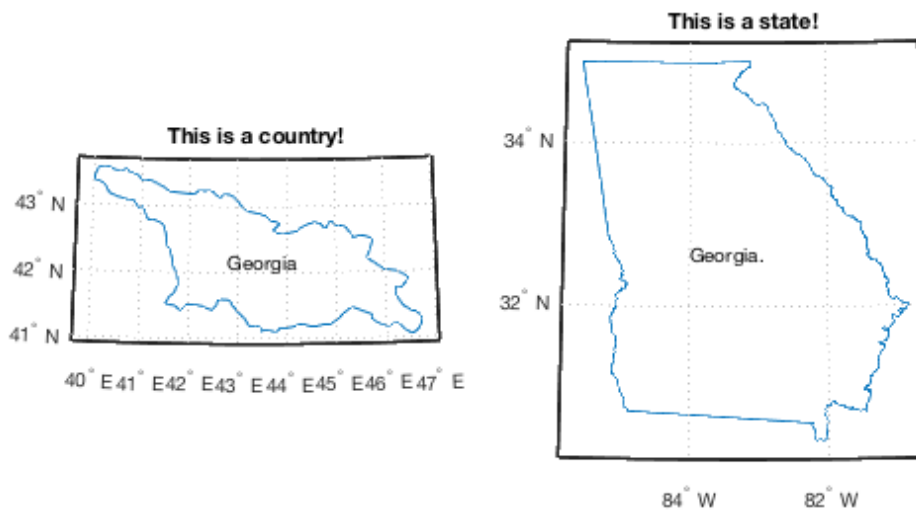 This is a country!
43° N
42° N
41° N
Georgia
40° E 41° E 42° E 43° E 44° E 45° E 46° E 47° E
This is a state!
34° N
32° N
Georgia.
84° W 82° W